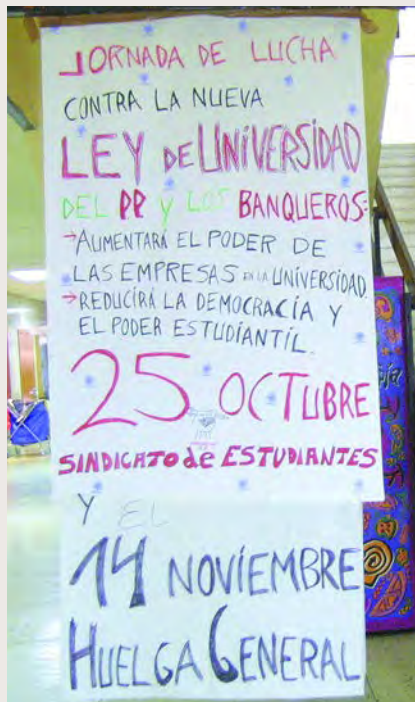 JORNADA DE LUCHA
CONTRA LA NUEVA
LEY DE UNIVERSIDAD
DEL PP Y LOS BANQUEROS:
→AUMENTARÁ EL PODER DE
LAS EMPRESAS EN LA UNIVERSIDAD.
→REDUCIRÁ LA DEMOCRACÍA Y
EL PODER ESTUDIANTIL.
25 OCTUBRE
SINDICATO de ESTUDIANTES
Y EL
14 NOVIEMBRE
HUELGA GENERAL